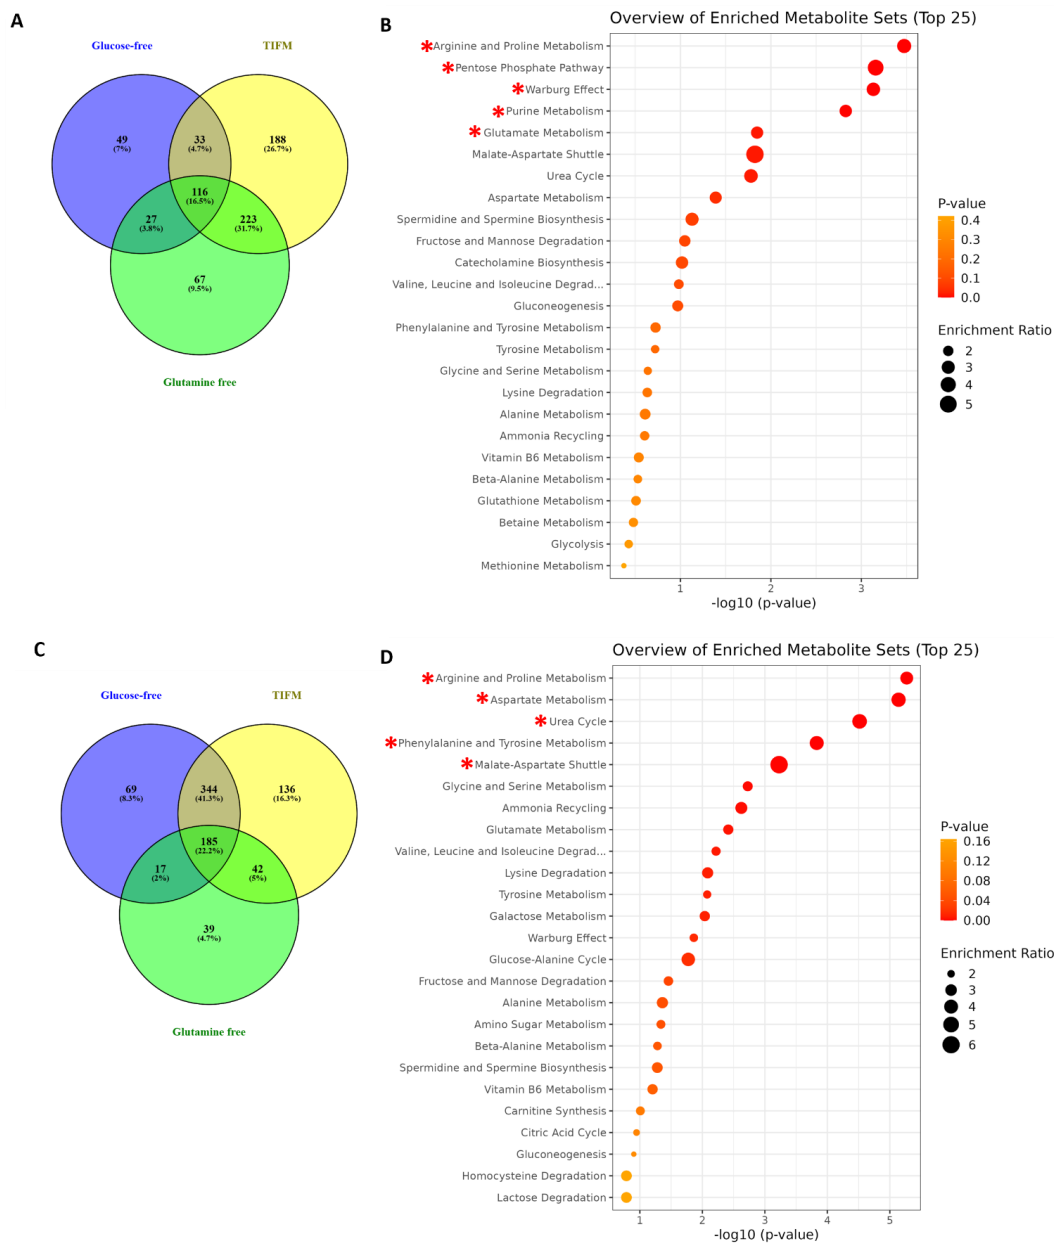 A
Glucose-free
TIFM
49
(7%)
33
(4.7%)
188
(26.7%)
116
(16.5%)
27
(3.8%)
223
(31.7%)
67
(9.5%)
Glutamine free
B
Overview of Enriched Metabolite Sets (Top 25)
* Arginine and Proline Metabolism
* Pentose Phosphate Pathway
* Warburg Effect
* Purine Metabolism
* Glutamate Metabolism
Malate-Aspartate Shuttle
Urea Cycle
Aspartate Metabolism
Spermidine and Spermine Biosynthesis
Fructose and Mannose Degradation
Catecholamine Biosynthesis
Valine, Leucine and Isoleucine Degrad...
Gluconeogenesis
Phenylalanine and Tyrosine Metabolism
Tyrosine Metabolism
Glycine and Serine Metabolism
Lysine Degradation
Alanine Metabolism
Ammonia Recycling
Vitamin B6 Metabolism
Beta-Alanine Metabolism
Glutathione Metabolism
Betaine Metabolism
Glycolysis
Methionine Metabolism
1 2 3
-log10 (p-value)
P-value
0.4
0.3
0.2
0.1
0.0
Enrichment Ratio
2
3
4
5
C
Glucose-free
TIFM
69
(8.3%)
344
(41.3%)
136
(16.3%)
185
(22.2%)
17
(2%)
42
(5%)
39
(4.7%)
Glutamine free
D
Overview of Enriched Metabolite Sets (Top 25)
* Arginine and Proline Metabolism
* Aspartate Metabolism
* Urea Cycle
* Phenylalanine and Tyrosine Metabolism
* Malate-Aspartate Shuttle
Glycine and Serine Metabolism
Ammonia Recycling
Glutamate Metabolism
Valine, Leucine and Isoleucine Degrad...
Lysine Degradation
Tyrosine Metabolism
Galactose Metabolism
Warburg Effect
Glucose-Alanine Cycle
Fructose and Mannose Degradation
Alanine Metabolism
Amino Sugar Metabolism
Beta-Alanine Metabolism
Spermidine and Spermine Biosynthesis
Vitamin B6 Metabolism
Carnitine Synthesis
Citric Acid Cycle
Gluconeogenesis
Homocysteine Degradation
Lactose Degradation
1 2 3 4 5
-log10 (p-value)
P-value
0.16
0.12
0.08
0.04
0.00
Enrichment Ratio
2
3
4
5
6